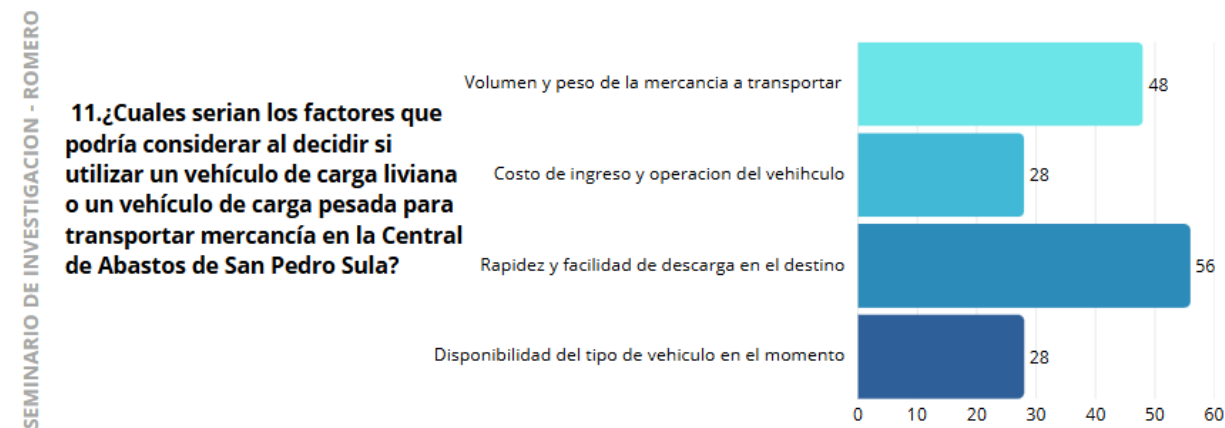 SEMINARIO DE INVESTIGACION - ROMERO
11.¿Cuales serian los factores que
podría considerar al decidir si
utilizar un vehículo de carga liviana
o un vehículo de carga pesada para
transportar mercancía en la Central
de Abastos de San Pedro Sula?
Volumen y peso de la mercancia a transportar
48
Costo de ingreso y operacion del vehihculo
28
Rapidez y facilidad de descarga en el destino
56
Disponibilidad del tipo de vehiculo en el momento
28
0 10 20 30 40 50 60